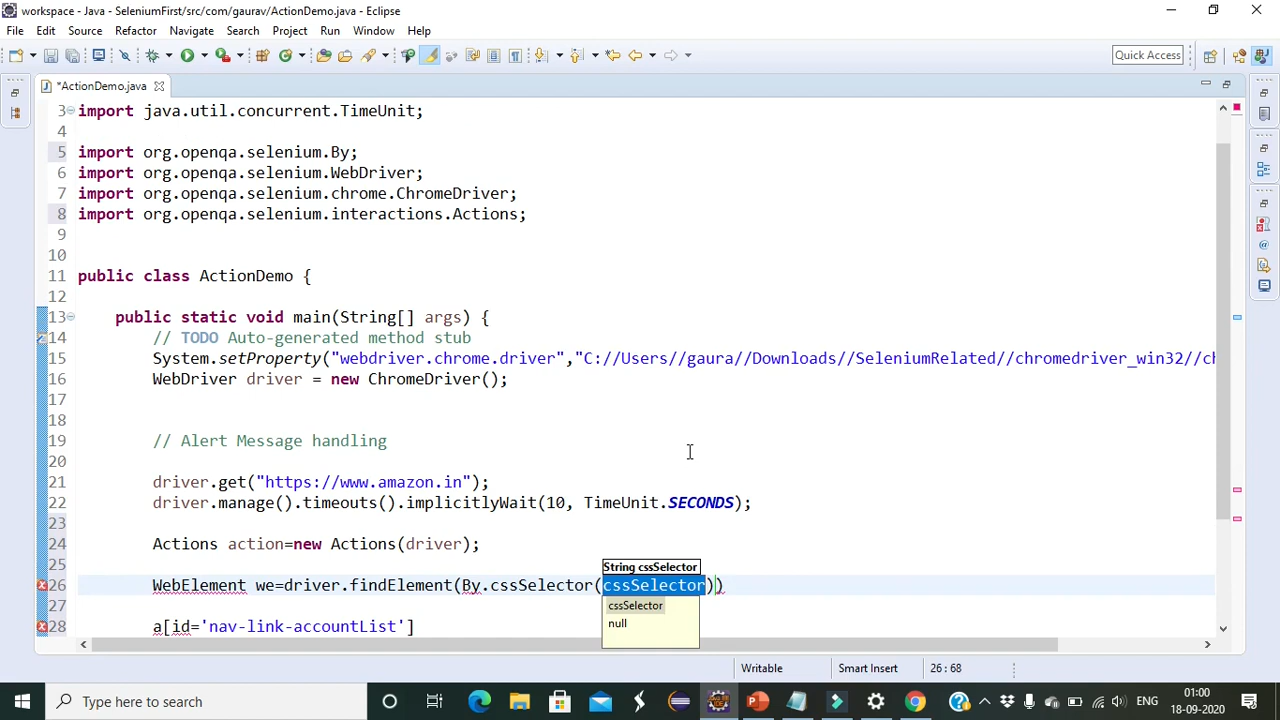 workspace - Java - SeleniumFirst/src/com/gaurav/ActionDemo.java - Eclipse
File Edit Source Refactor Navigate Search Project Run Window Help
Quick Access
*ActionDemo.java
3 import java.util.concurrent.TimeUnit;
4
5 import org.openqa.selenium.By;
6 import org.openqa.selenium.WebDriver;
7 import org.openqa.selenium.chrome.ChromeDriver;
8 import org.openqa.selenium.interactions.Actions;
9
10
11 public class ActionDemo {
12
13 public static void main(String[] args) {
14 // TODO Auto-generated method stub
15 System.setProperty("webdriver.chrome.driver","C://Users//gaura//Downloads//SeleniumRelated//chromedriver_win32//ch
16 WebDriver driver = new ChromeDriver();
17
18
19 // Alert Message handling
20
21 driver.get("https://www.amazon.in");
22 driver.manage().timeouts().implicitlyWait(10, TimeUnit.SECONDS);
23
24 Actions action=new Actions(driver);
25
String cssSelector
26 WebElement we=driver.findElement(By.cssSelector(cssSelector))
cssSelector
27
null
28 a[id='nav-link-accountList']
Writable Smart Insert 26 : 68
Type here to search
ENG
01:00
18-09-2020